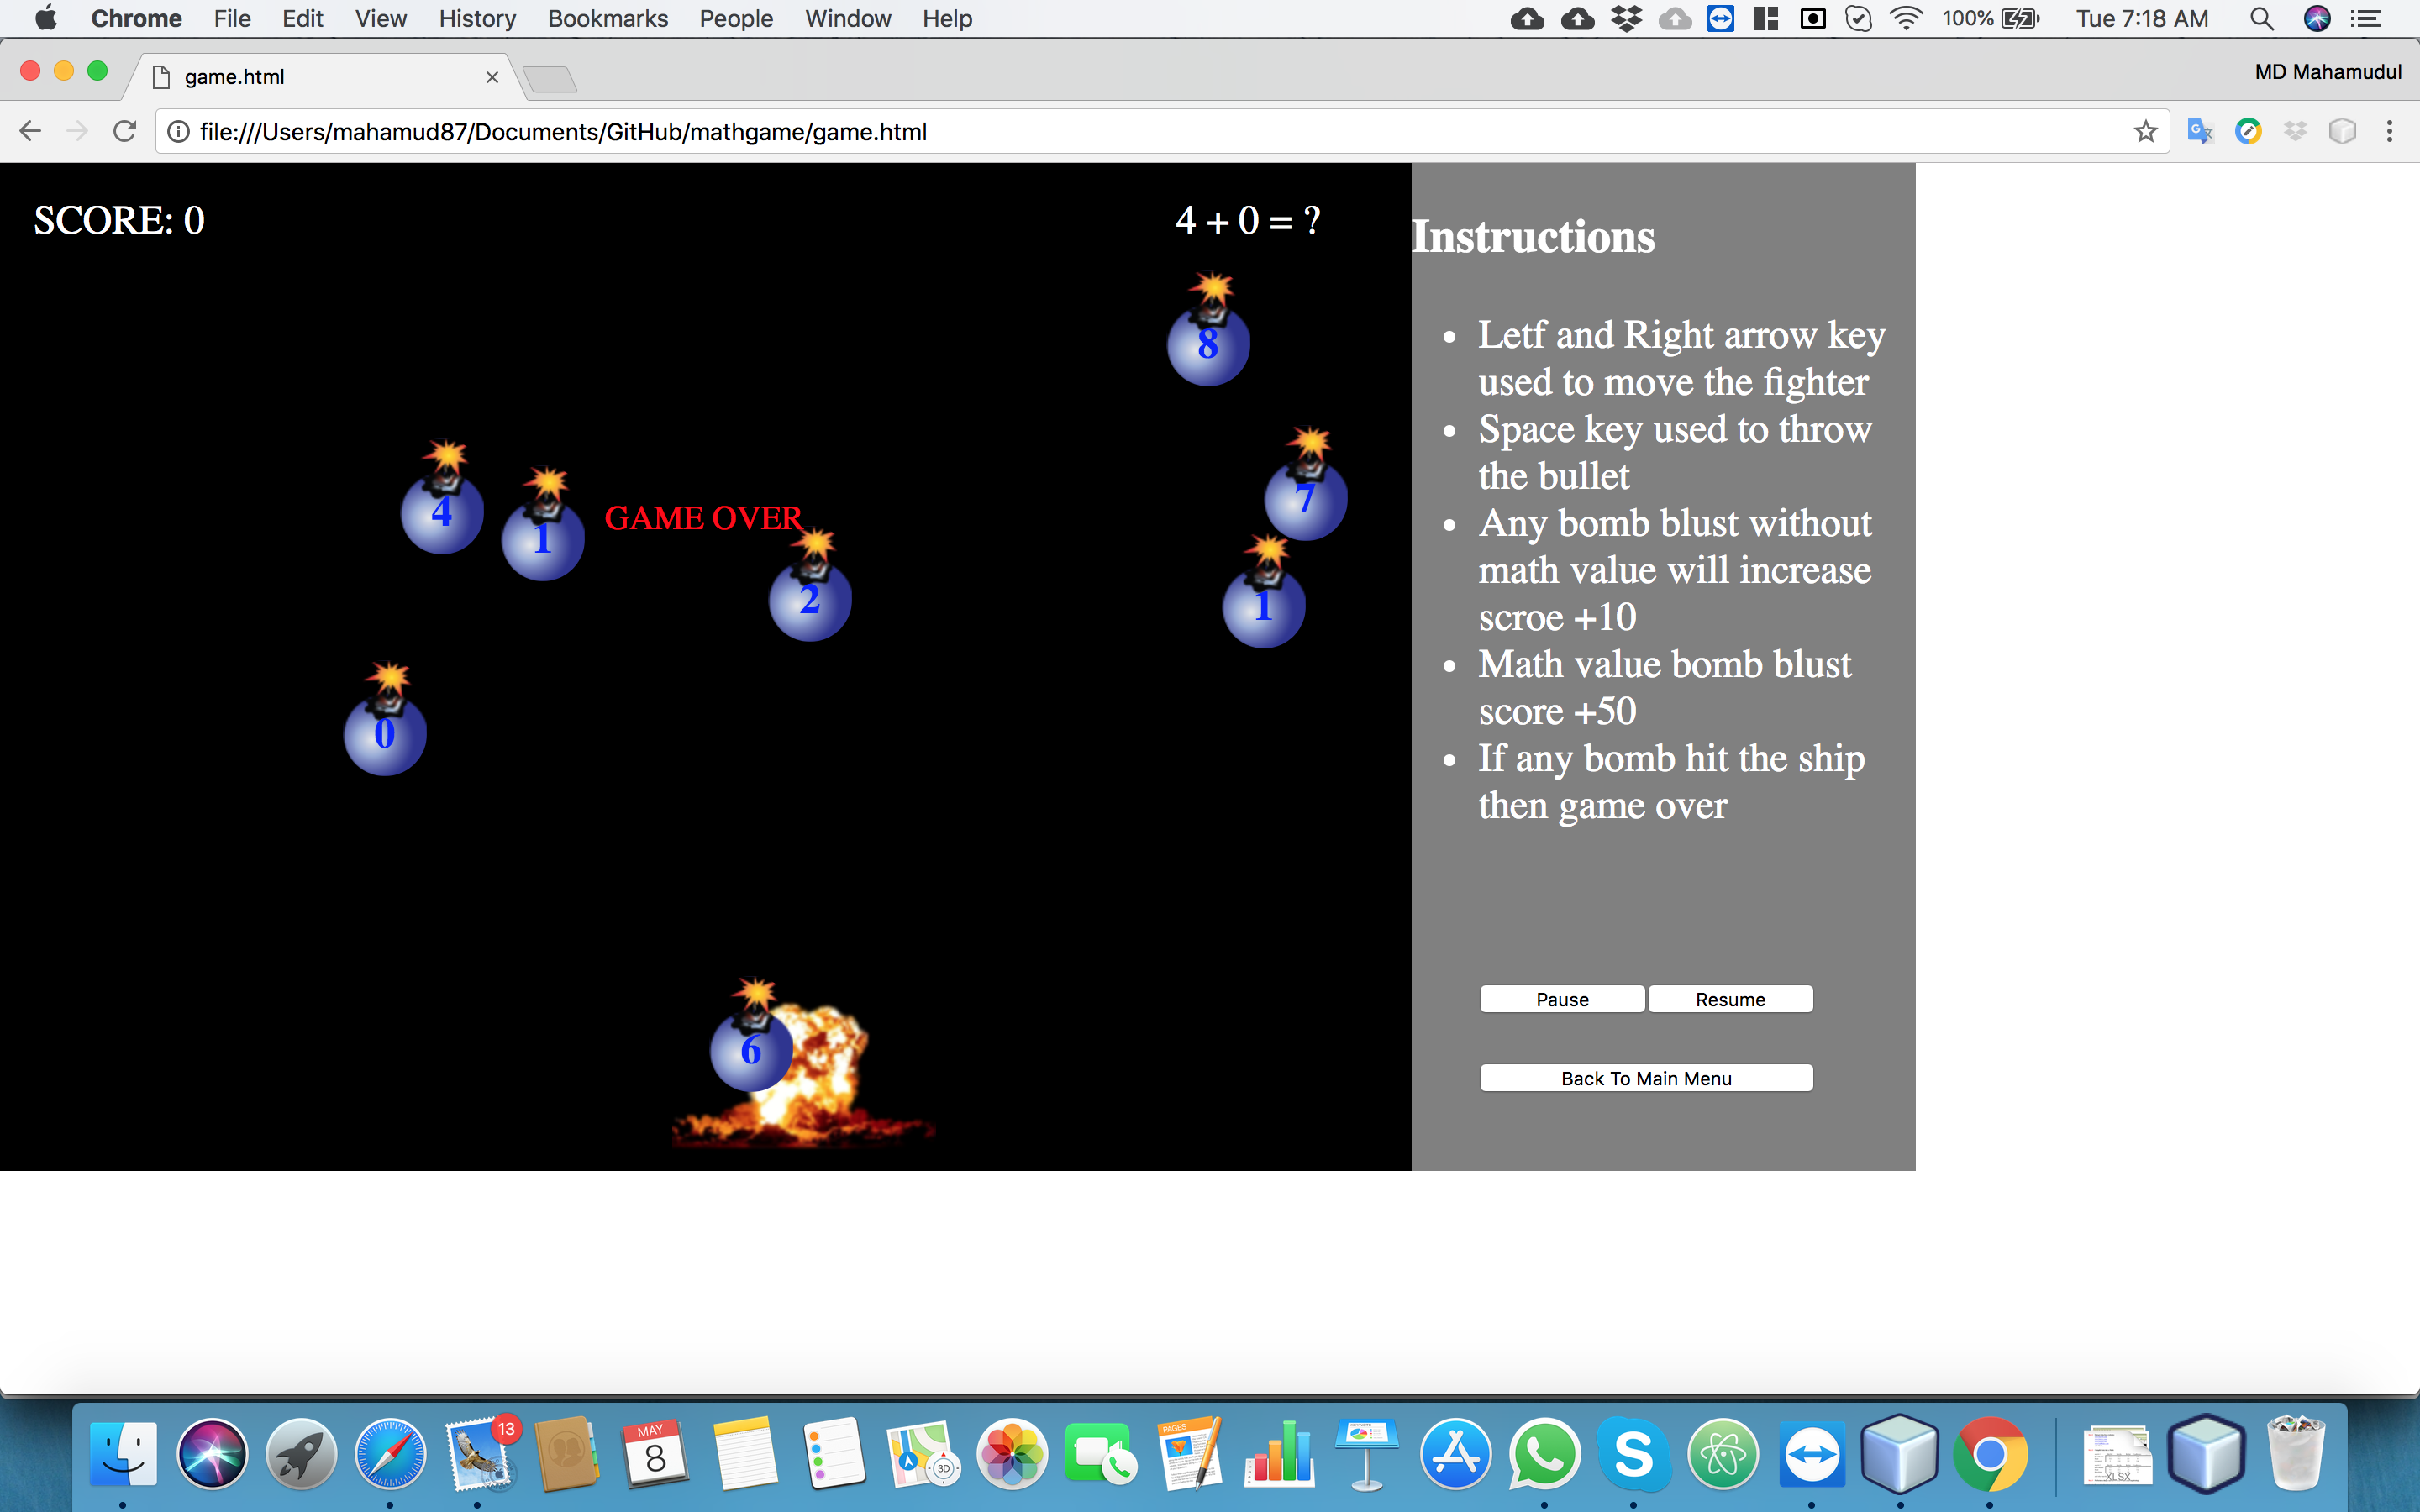 Chrome File Edit View History Bookmarks People Window Help 100% Tue 7:18 AM
game.html MD Mahamudul
file:///Users/mahamud87/Documents/GitHub/mathgame/game.html
SCORE: 0
4 + 0 = ?
8
4
1
GAME OVER
7
2
1
0
6
Instructions
• Letf and Right arrow key
used to move the fighter
• Space key used to throw
the bullet
• Any bomb blust without
math value will increase
scroe +10
• Math value bomb blust
score +50
• If any bomb hit the ship
then game over
Pause Resume
Back To Main Menu
13
MAY
8
3D
PAGES
KEYNOTE
XLSX